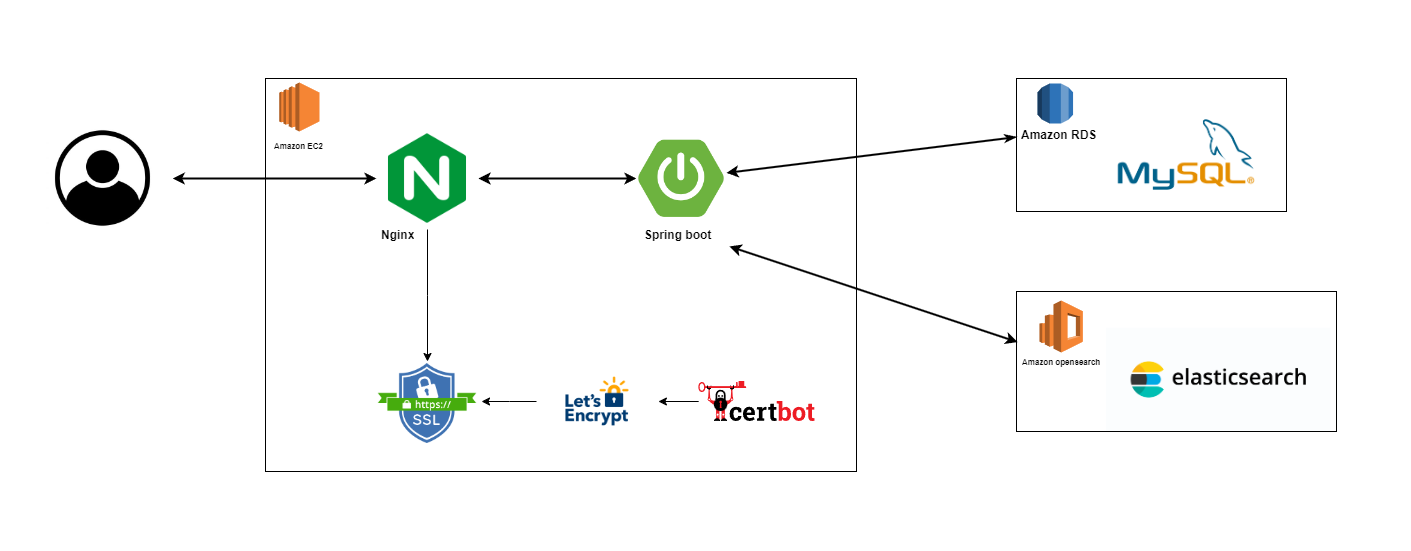 Amazon EC2
N
Nginx
Spring boot
https://
SSL
Let's
Encrypt
certbot
Amazon RDS
MySQL®
Amazon opensearch
elasticsearch